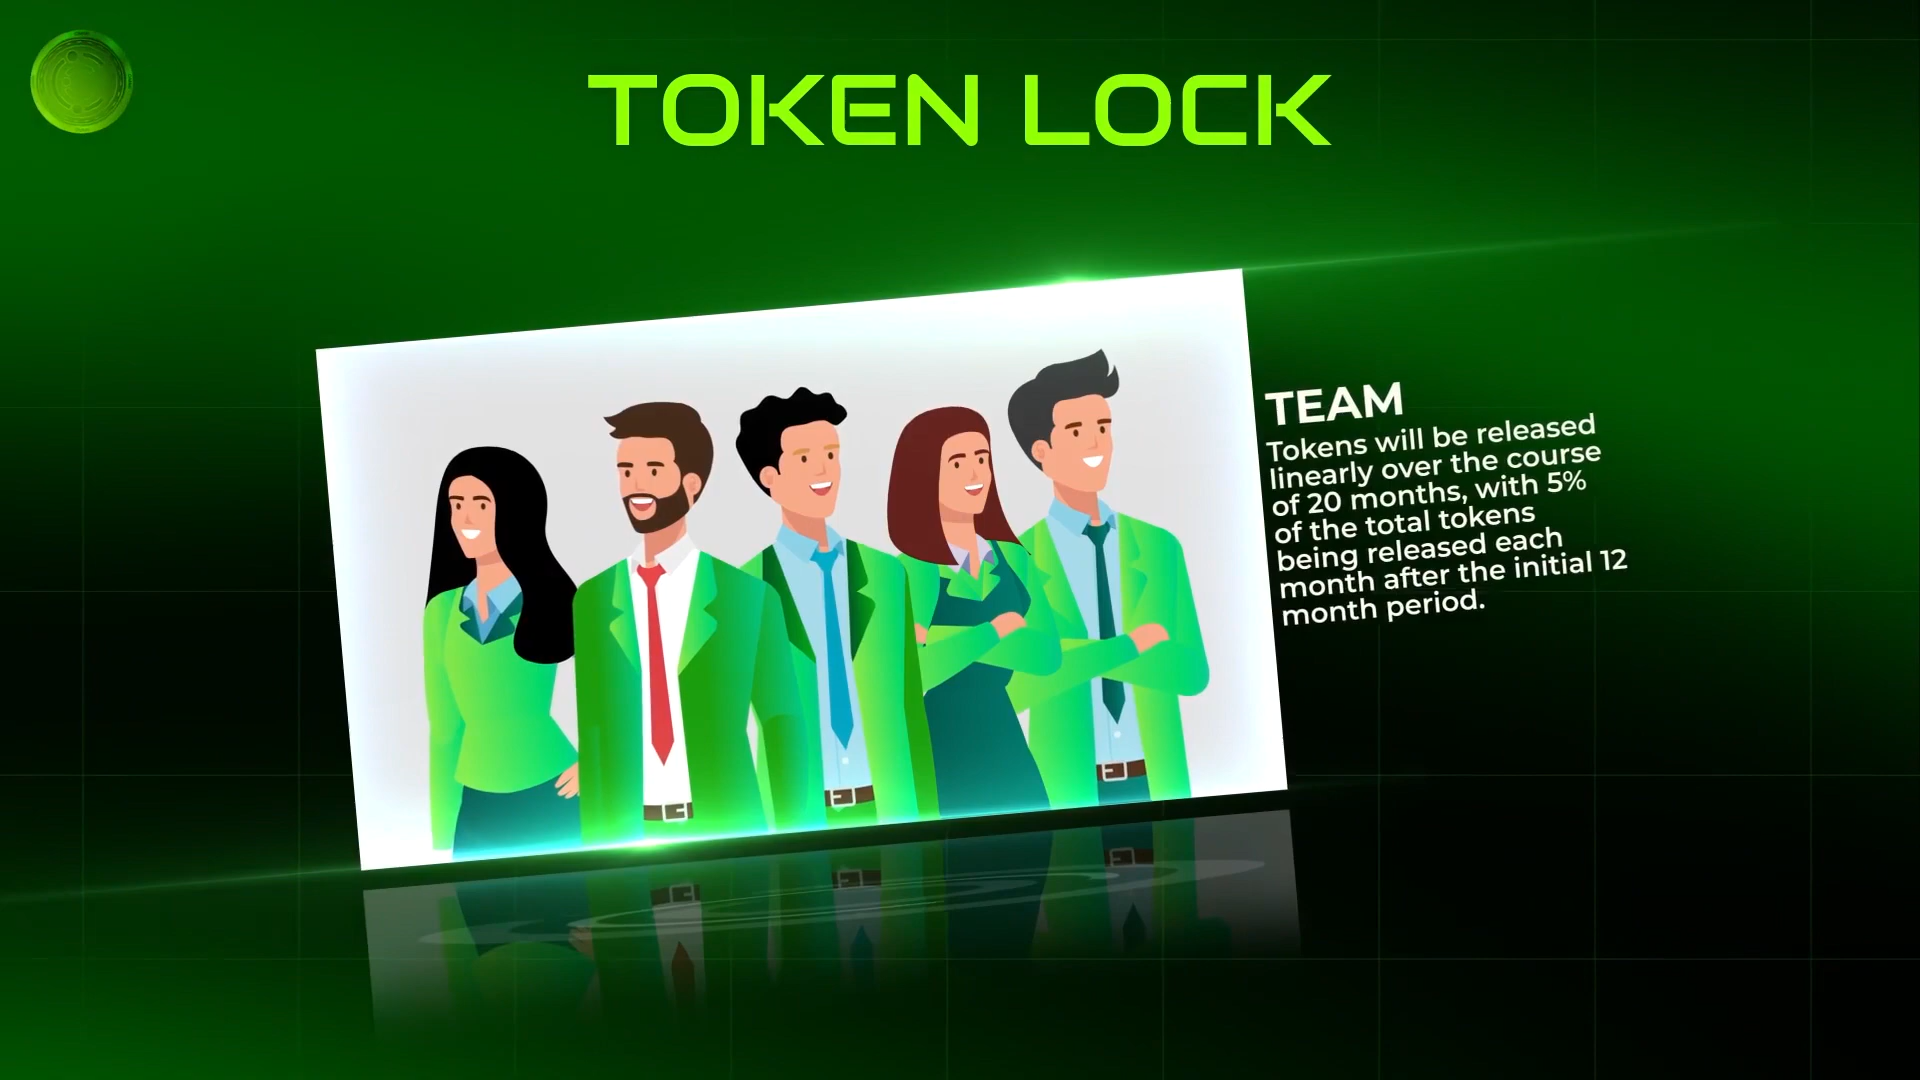 TOKEN LOCK
TEAM
Tokens will be released
linearly over the course
of 20 months, with 5%
of the total tokens
being released each
month after the initial 12
month period.